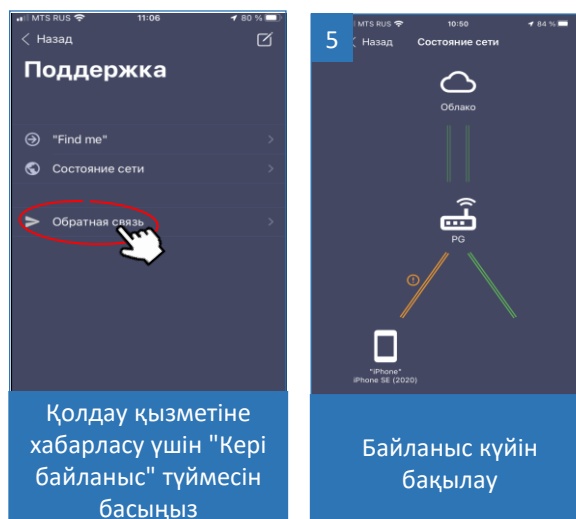 MTS RUS 11:06 80 %
Назад
Поддержка
"Find me"
Состояние сети
Обратная связь
Қолдау қызметіне
хабарласу үшін "Кері
байланыс" түймесін
басыңыз
5
MTS RUS 10:50 84 %
Назад Состояние сети
Облако
PG
"iPhone"
iPhone SE (2020)
Байланыс күйін
бақылау